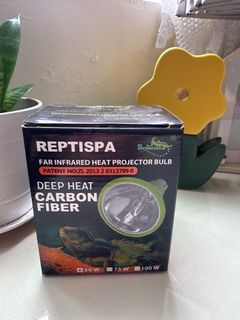 REPTISPA
FAR INFRARED HEAT PROJECTOR BULB
PATENT NO:ZL 2013 2 0313799 0
DEEP HEAT
CARBON
FIBER
50 W 75 W 100 W